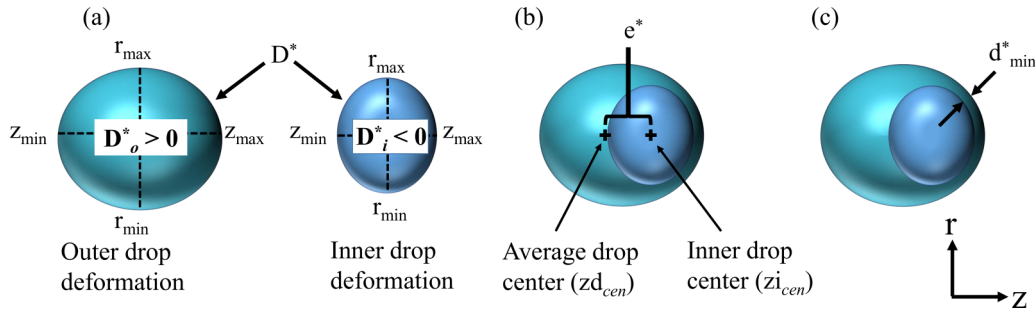 (a)
r_max
D*
z_min
D*_o > 0
z_max
r_min
Outer drop
deformation
r_max
z_min
D*_i < 0
z_max
r_min
Inner drop
deformation
(b)
e*
Average drop
center (zd_cen)
Inner drop
center (zi_cen)
(c)
d*_min
r
z